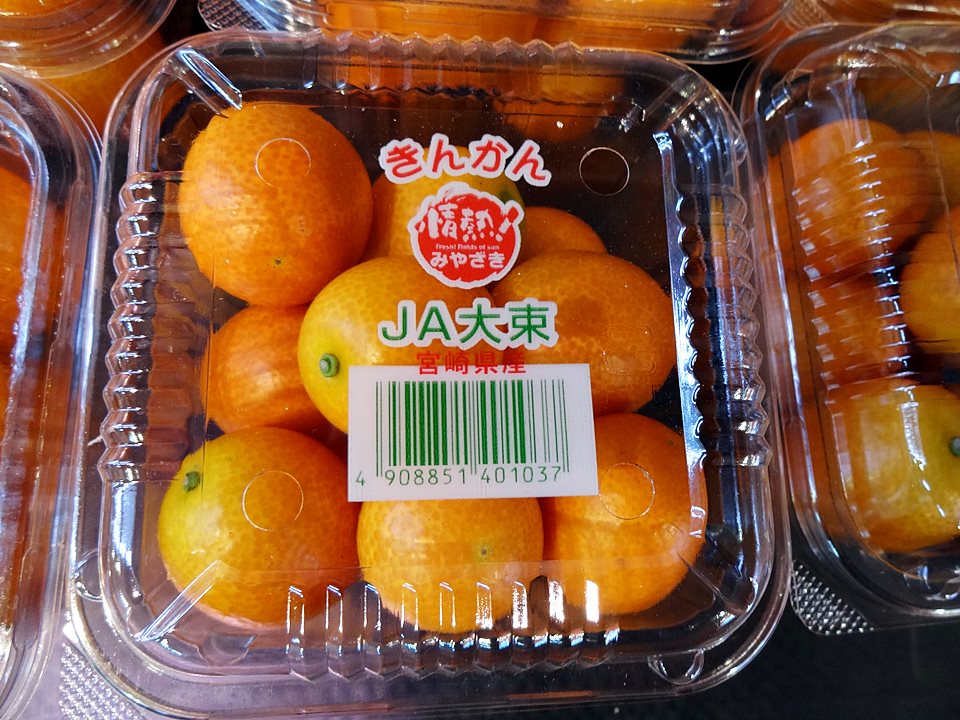 きんかん
情熱!
Fresh! Fields of sun
みやざき
JA大束
宮崎県産
4 908851 401037